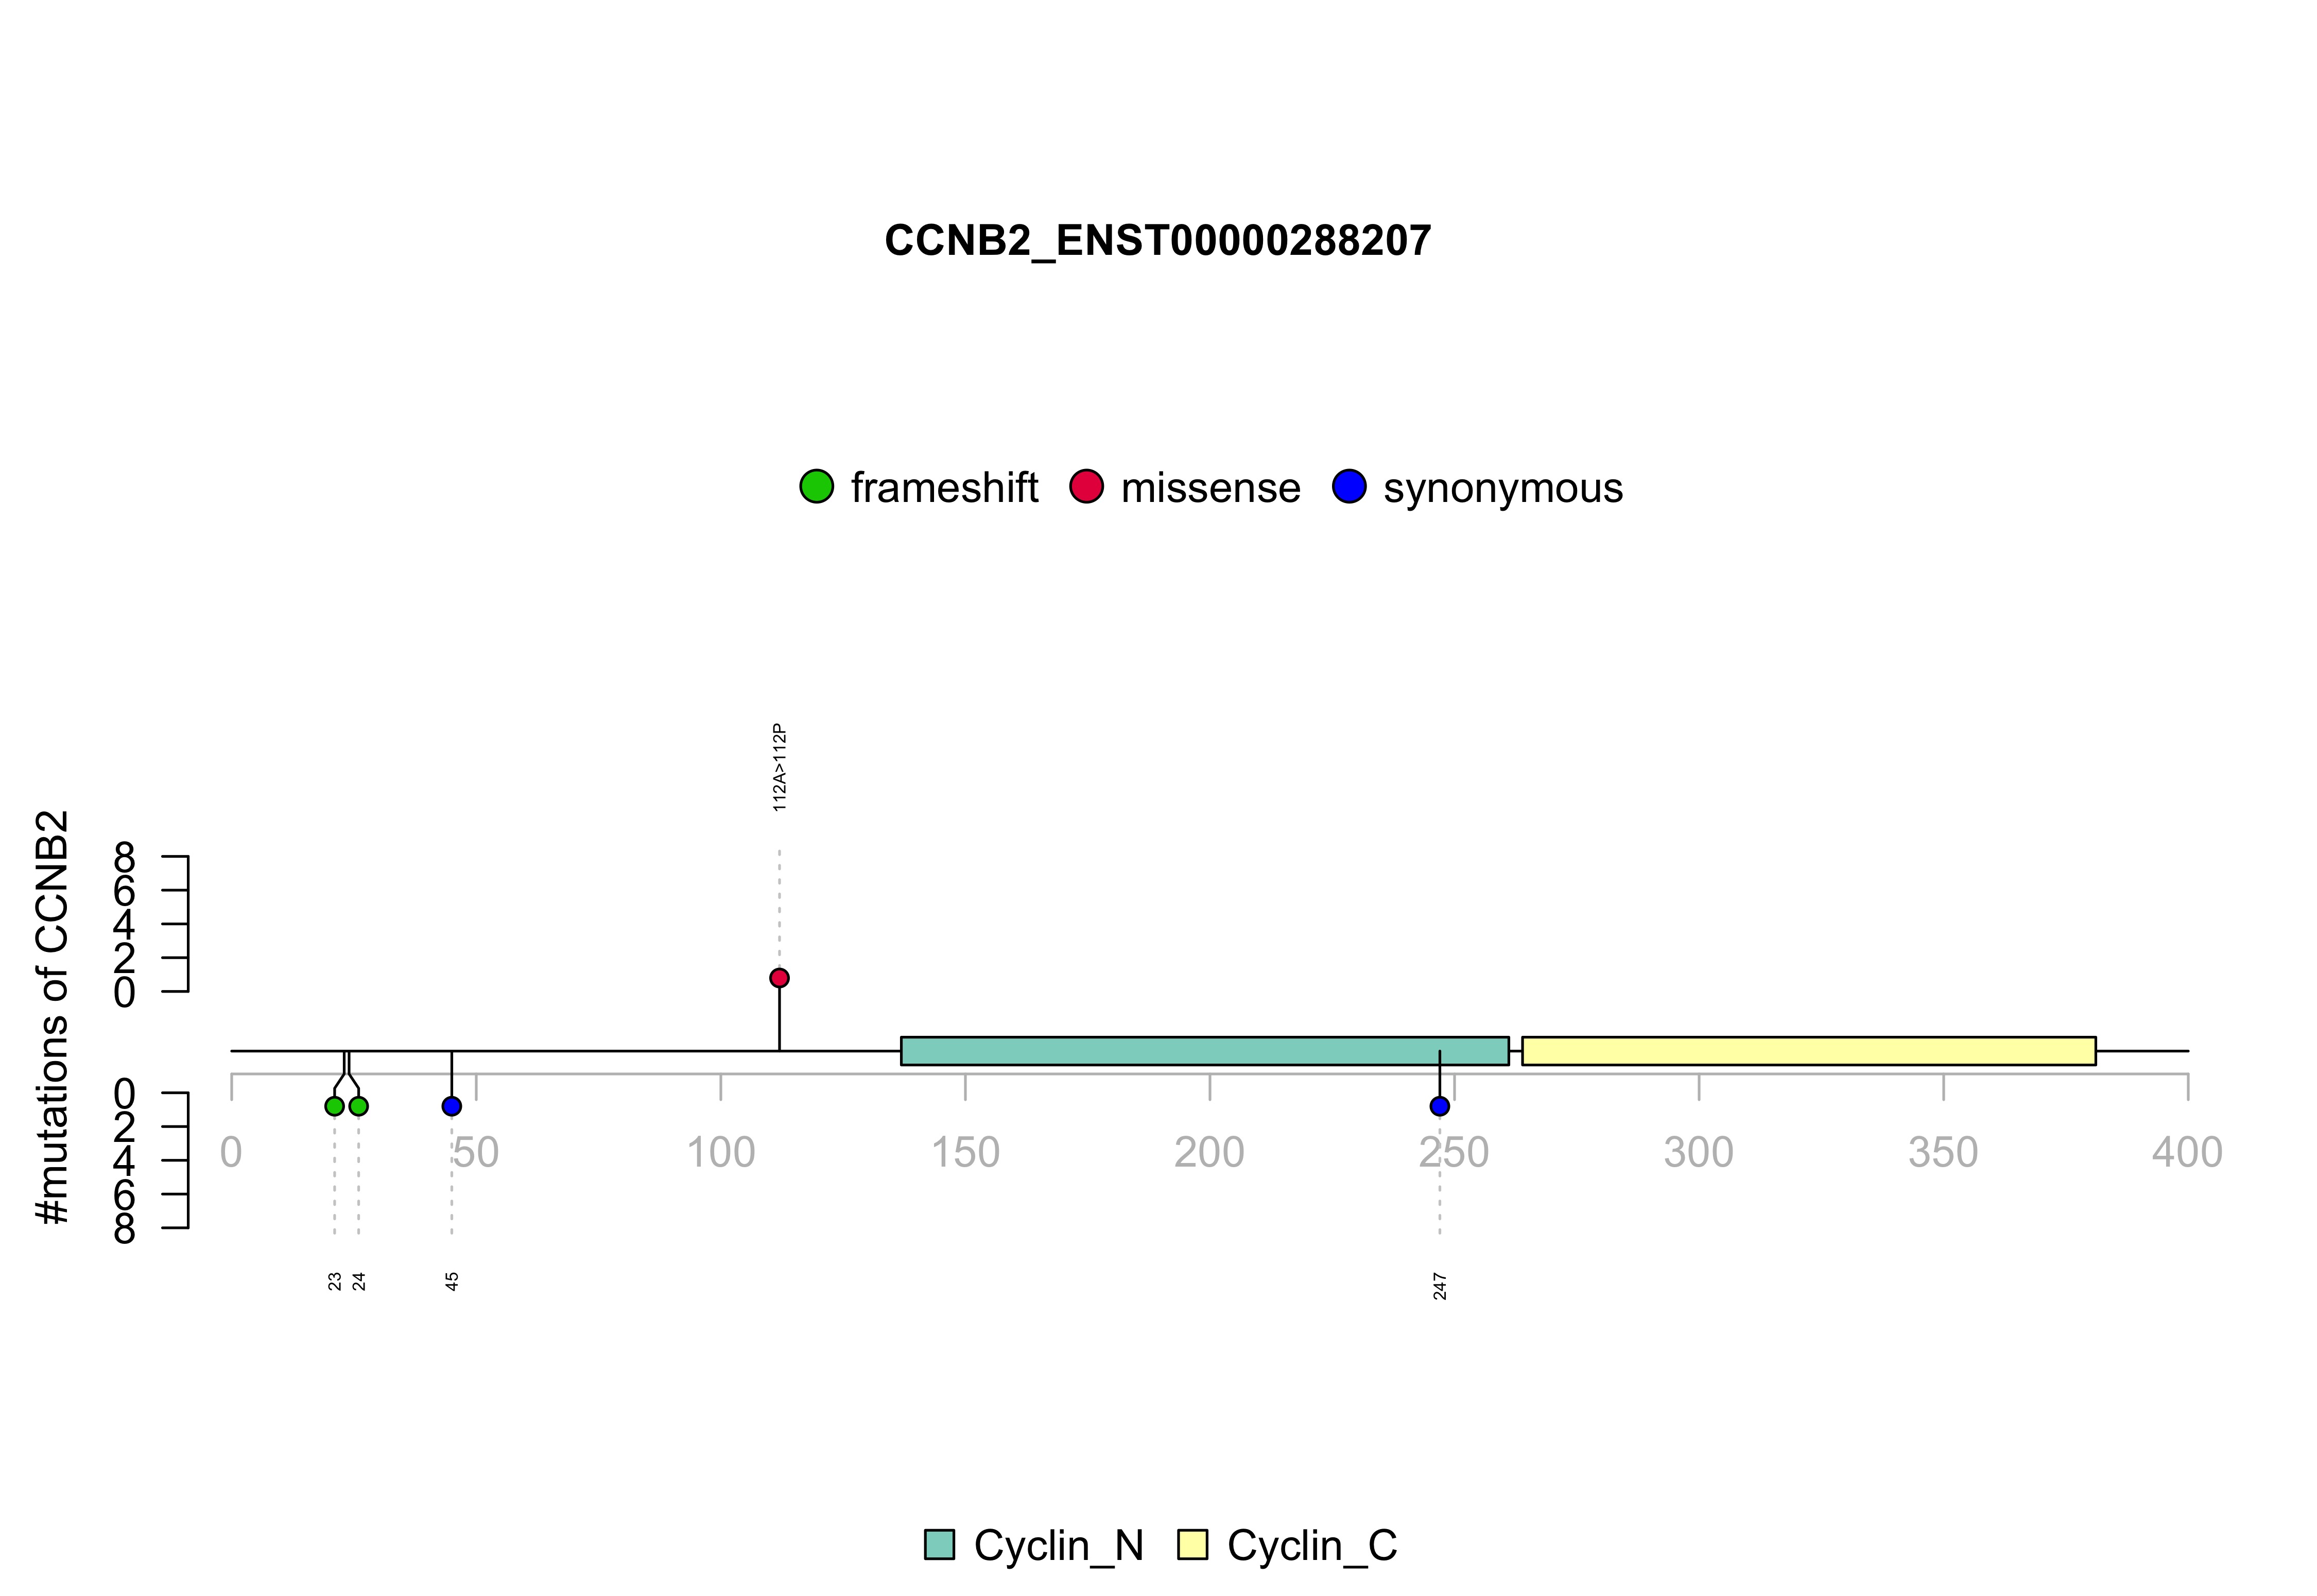 CCNB2_ENST00000288207
frameshift missense synonymous
112A>112P
#mutations of CCNB2
8
6
4
2
0
0
2
4
6
8
0 50 100 150 200 250 300 350 400
23 24 45 247
Cyclin_N Cyclin_C